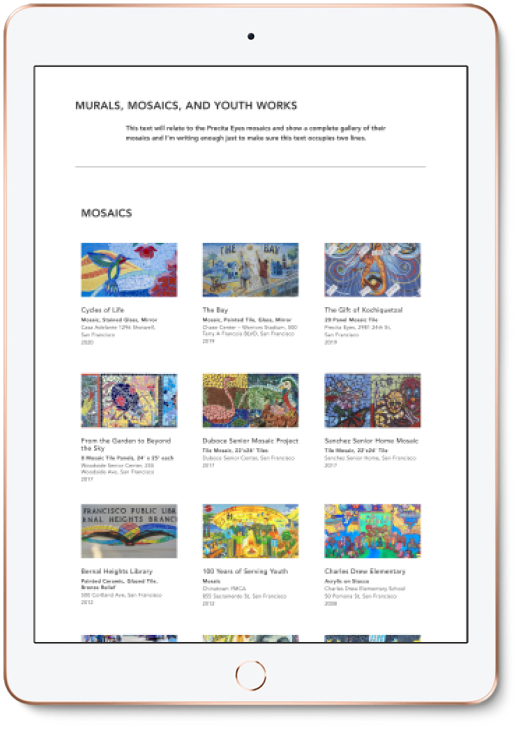 MURALS, MOSAICS, AND YOUTH WORKS
This text will relate to the Precita Eyes mosaics and show a complete gallery of their
mosaics and I'm writing enough just to make sure this text occupies two lines.
MOSAICS
THE BAY
Cycles of Life
Mosaic, Stained Glass, Mirror
Casa Adelante 1296 Shotwell,
San Francisco
2020
The Bay
Mosaic, Painted Tile, Glass, Mirror
Chase Center - Warriors Stadium, 500
Terry A Francois Blvd, San Francisco
2019
The Gift of Xochiquetzal
20 Panel Mosaic Tile
Precita Eyes, 2981 24th St,
San Francisco
2019
From the Garden to Beyond
the Sky
8 Mosaic Tile Panels, 24' x 25' each
Woodside Senior Center, 255
Woodside Ave, San Francisco
2017
Duboce Senior Mosaic Project
Tile Mosaic, 22'x26' Tiles
Duboce Senior Center, San Francisco
2017
Sanchez Senior Home Mosaic
Tile Mosaic, 22'x26' Tile
Sanchez Senior Home, San Francisco
2017
FRANCISCO PUBLIC LIBR
RNAL HEIGHTS BRANC
Bernal Heights Library
Painted Ceramic, Glazed Tile,
Bronze Relief
500 Cortland Ave, San Francisco
2012
100 Years of Serving Youth
Mosaic
Chinatown YMCA
855 Sacramento St, San Francisco
2012
Charles Drew Elementary
Acrylic on Stucco
Charles Drew Elementary School
50 Pomona St, San Francisco
2008